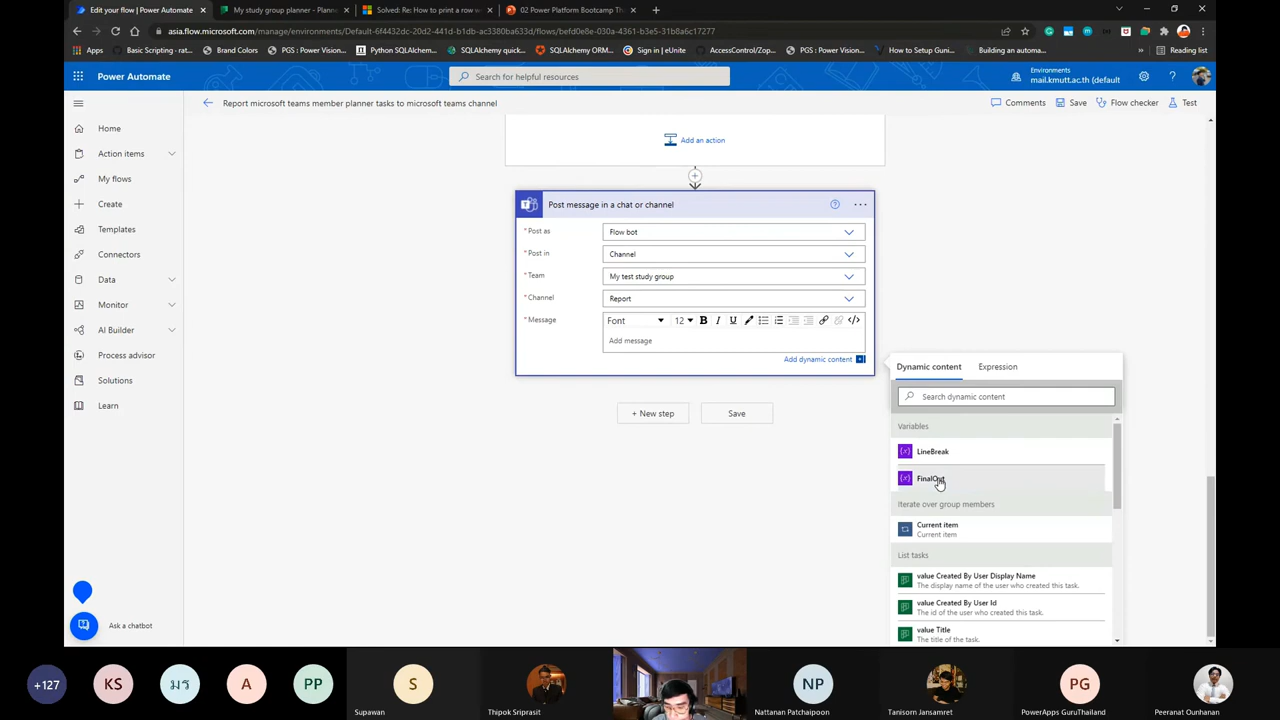 Edit your flow | Power Automate
My study group planner - Planne
Solved: Re: How to print a row w
02 Power Platform Bootcamp Th
asia.flow.microsoft.com/manage/environments/Default-6f4432dc-20d2-441d-b1db-ac3380ba633d/flows/befd0e8e-030a-4361-b3e5-31b8a6c17277
Apps
Basic Scripting - rat...
Brand Colors
PGS : Power Vision...
Python SQLAlchemy
SQLAlchemy quick...
SQLAlchemy ORM...
Sign in | eUnite
AccessControl/Zop...
PGS : Power Vision...
How to Setup Guni...
Building an automa...
»
Reading list
Power Automate
Search for helpful resources
Environments
mail.kmutt.ac.th (default
Report microsoft teams member planner tasks to microsoft teams channel
Comments
Save
Flow checker
Test
Home
Action items
My flows
Create
Templates
Connectors
Data
Monitor
AI Builder
Process advisor
Solutions
Learn
Ask a chatbot
Add an action
Post message in a chat or channel
* Post as
Flow bot
* Post in
Channel
* Team
My test study group
* Channel
Report
* Message
Font
12
B
I
U
</>
Add message
Add dynamic content
+ New step
Save
Dynamic content
Expression
Search dynamic content
Variables
LineBreak
FinalOut
Iterate over group members
Current item
Current item
List tasks
value Created By User Display Name
The display name of the user who created this task.
value Created By User Id
The id of the user who created this task.
value Title
The title of the task.
+127
KS
มร
A
PP
S
Supawan
Thipok Sriprasit
NP
Nattanan Patchaipoon
Tanisorn Jansamret
PG
PowerApps GuruThailand
Peeranat Ounhanan